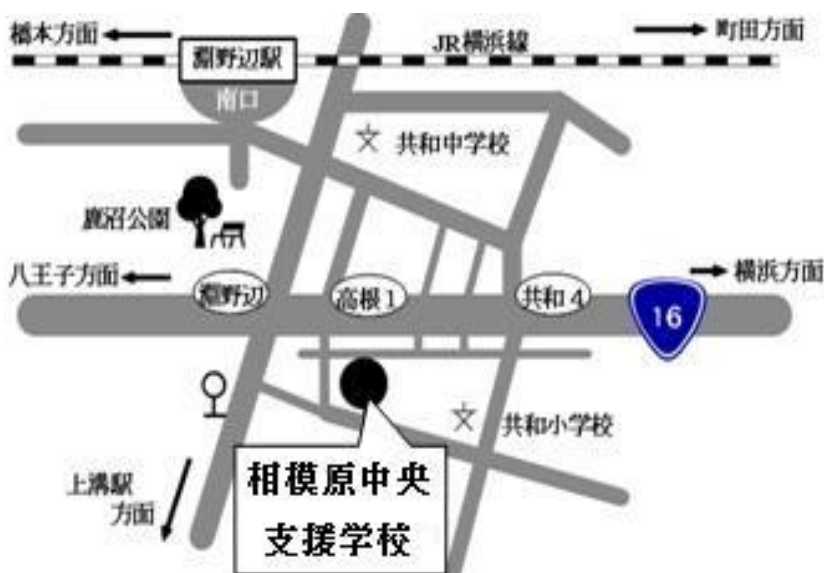 橋本方面
JR横浜線
町田方面
淵野辺駅
南口
共和中学校
鹿沼公園
八王子方面
横浜方面
淵野辺
高根1
共和4
16
共和小学校
相模原中央
支援学校
上溝駅
方面